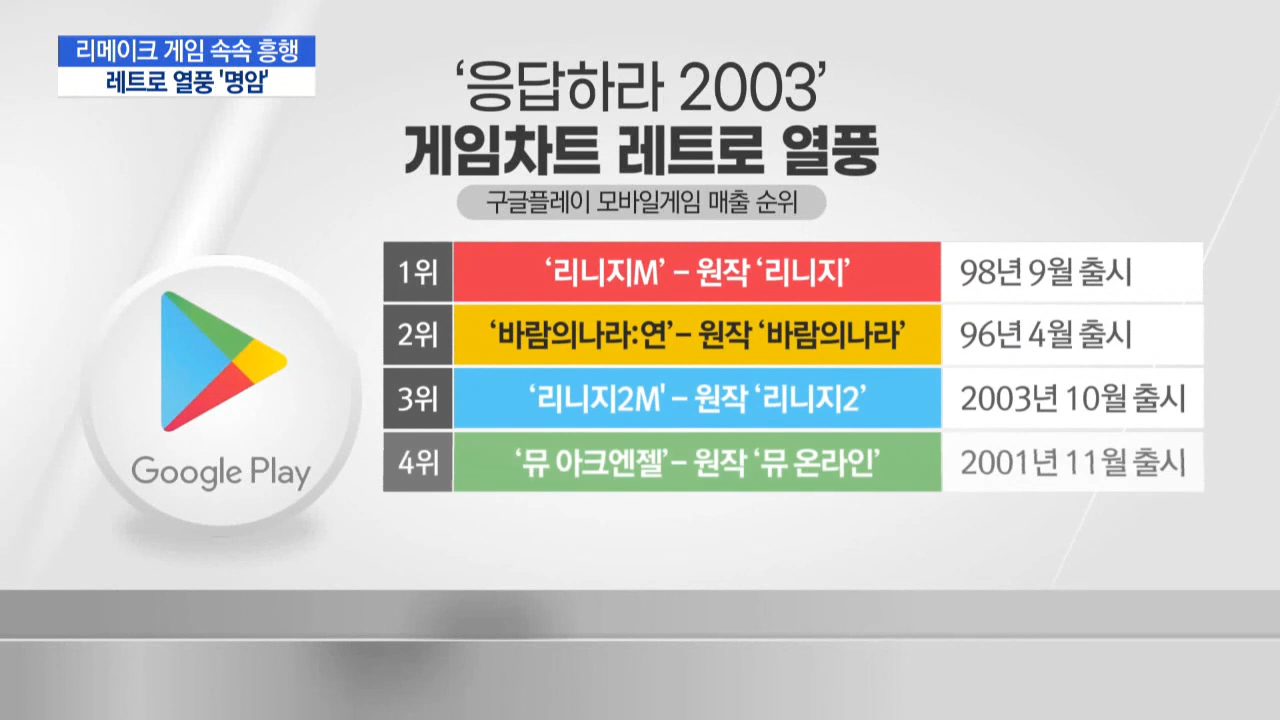 리메이크 게임 속속 흥행
레트로 열풍 '명암'
‘응답하라 2003’
게임차트 레트로 열풍
구글플레이 모바일게임 매출 순위
1위 ‘리니지M’ – 원작 ‘리니지’ 98년 9월 출시
2위 ‘바람의나라:연’ – 원작 ‘바람의나라’ 96년 4월 출시
3위 ‘리니지2M' – 원작 ‘리니지2’ 2003년 10월 출시
4위 ‘뮤 아크엔젤’ – 원작 ‘뮤 온라인’ 2001년 11월 출시
Google Play